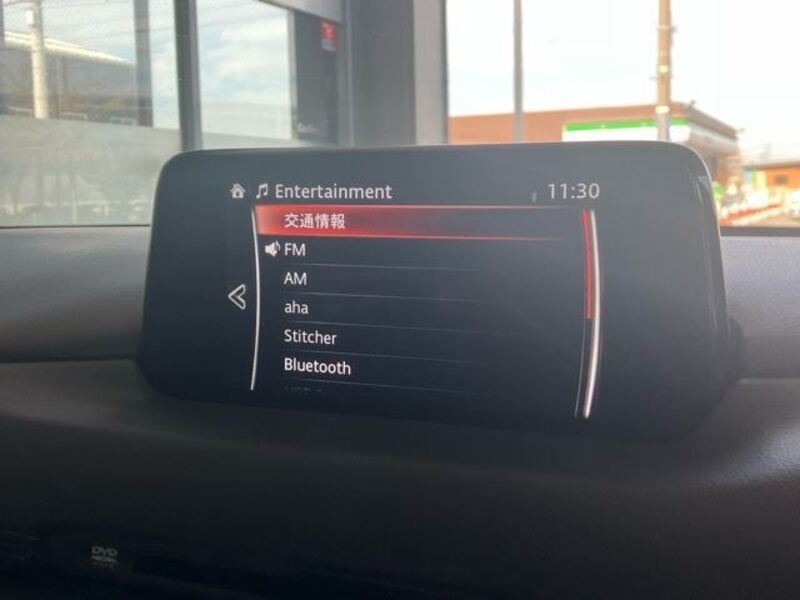 Entertainment 11:30
交通情報
FM
AM
aha
Stitcher
Bluetooth
DVD